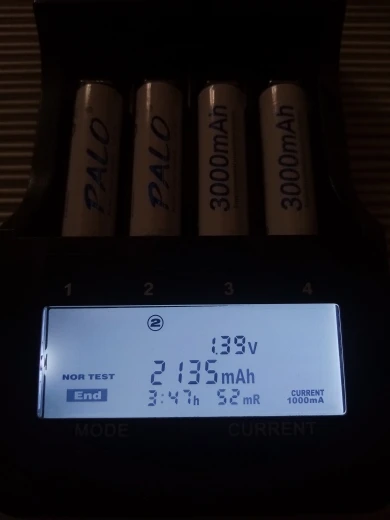 PALO
PALO
3000mAh
3000mAh
1 2 3 4
②
1.39v
NOR TEST 2135mAh
End 3:47h 52mR CURRENT 1000mA
MODE CURRENT